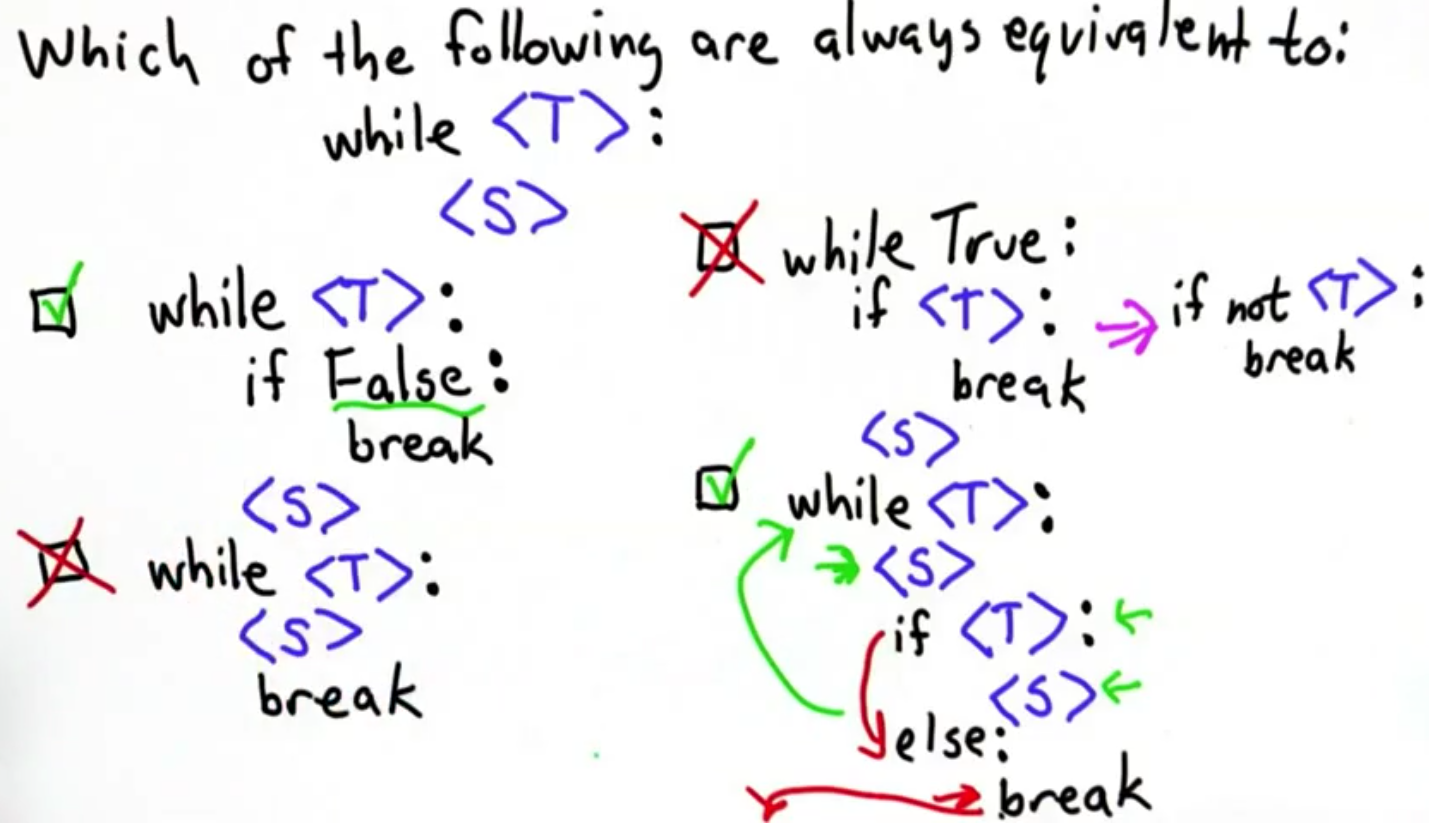 Which of the following are always equivalent to:
while <T>:
<S>
while <T>:
if False:
break
<S>
while <T>:
<S>
break
while True:
if <T>:
break
<S>
if not <T>:
break
while <T>:
<S>
if <T>:
<S>
else:
break